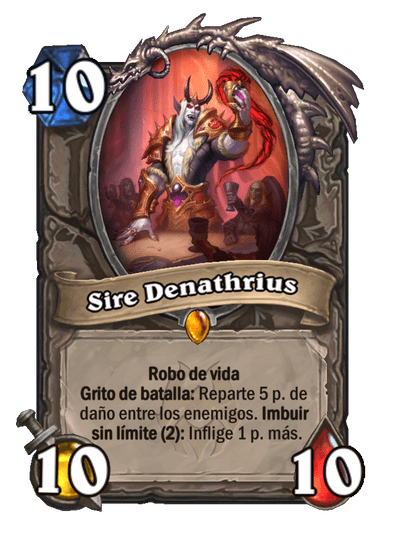 10
Sire Denathrius
Robo de vida
Grito de batalla: Reparte 5 p. de
daño entre los enemigos. Imbuir
sin límite (2): Inflige 1 p. más.
10
10